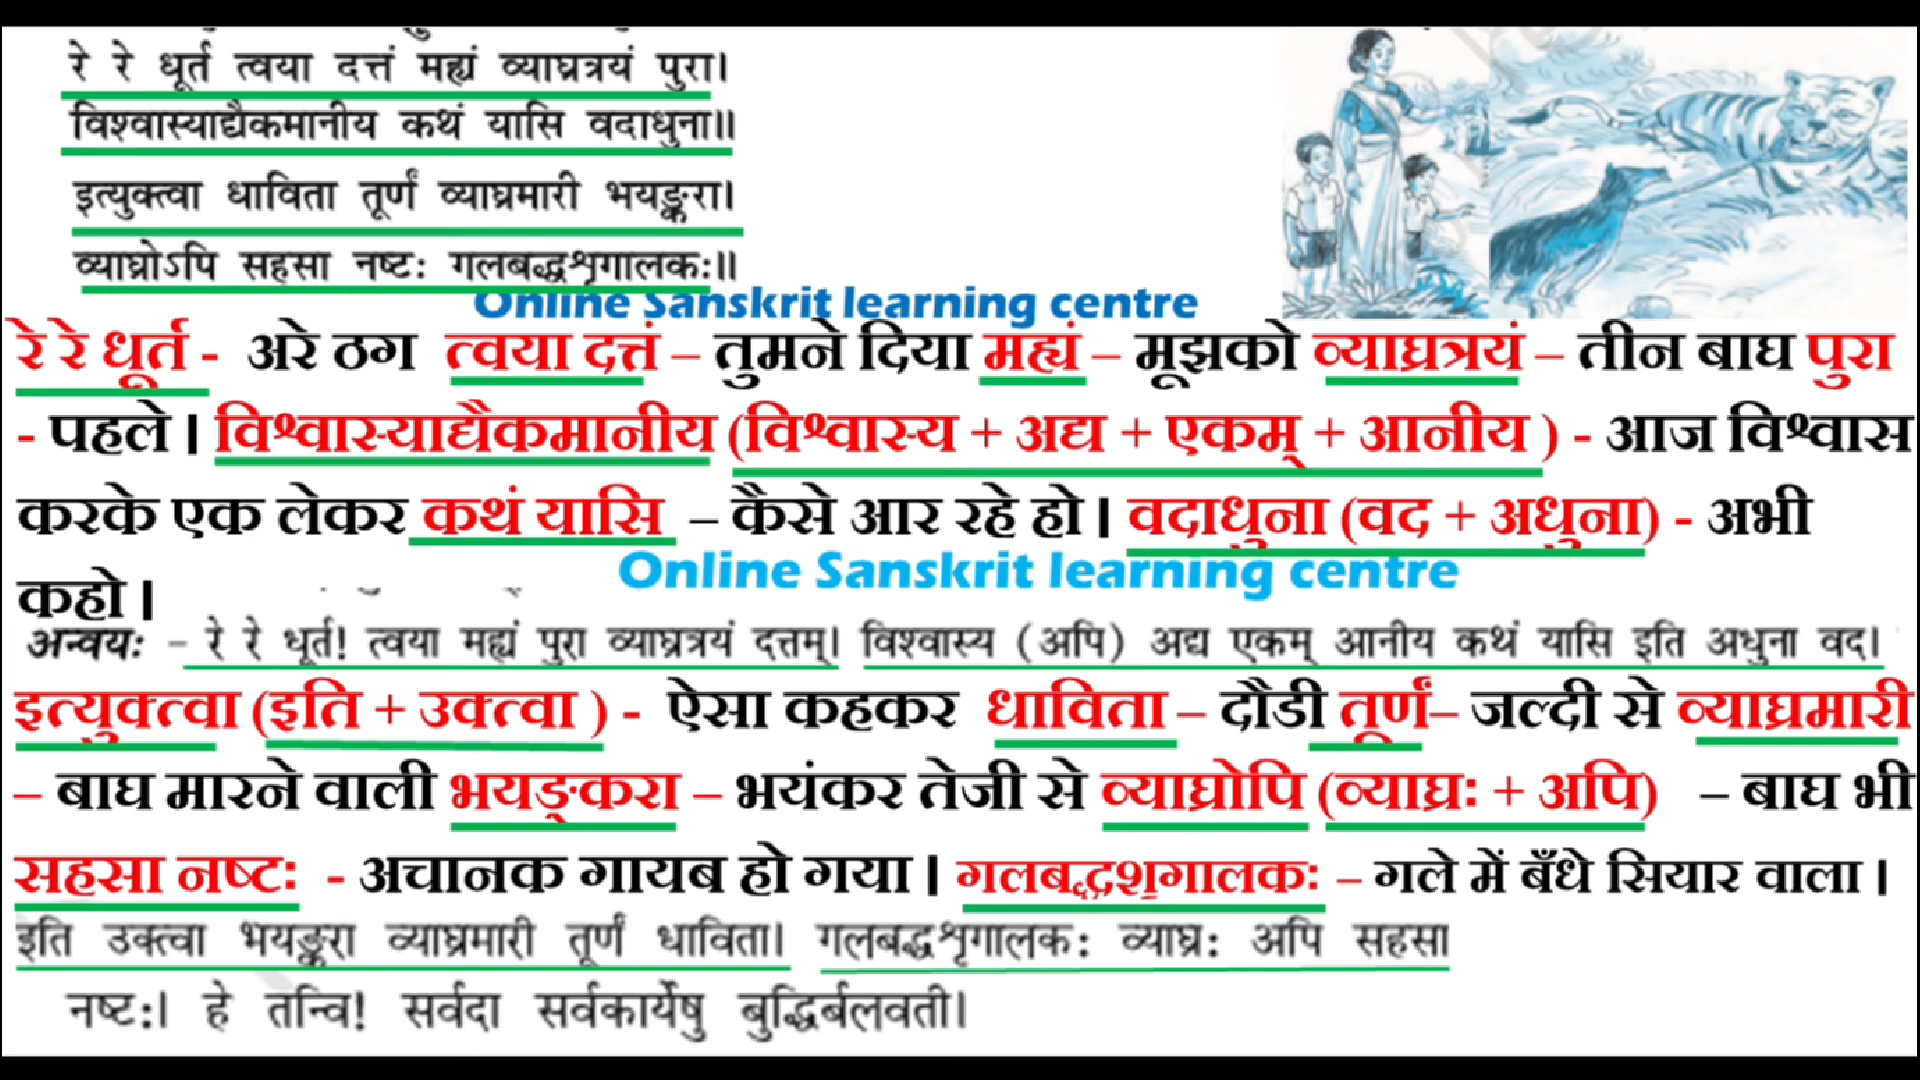 रे रे धूर्त त्वया दत्तं मह्यं व्याघ्रत्रयं पुरा।
विश्वास्याद्यैकमानीय कथं यासि वदाधुना॥
इत्युक्त्वा धाविता तूर्णं व्याघ्रमारी भयङ्करा।
व्याघ्रोऽपि सहसा नष्टः गलबद्धशृगालकः॥
Online Sanskrit learning centre
रे रे धूर्त - अरे ठग त्वया दत्तं – तुमने दिया मह्यं – मूझको व्याघ्रत्रयं – तीन बाघ पुरा
- पहले। विश्वास्याद्यैकमानीय (विश्वास्य + अद्य + एकम् + आनीय ) - आज विश्वास
करके एक लेकर कथं यासि – कैसे आर रहे हो। वदाधुना (वद + अधुना) - अभी
Online Sanskrit learning centre
कहो।
अन्वयः - रे रे धूर्त! त्वया मह्यं पुरा व्याघ्रत्रयं दत्तम्। विश्वास्य (अपि) अद्य एकम् आनीय कथं यासि इति अधुना वद।
इत्युक्त्वा (इति + उक्त्वा ) - ऐसा कहकर धाविता – दौडी तूर्णं– जल्दी से व्याघ्रमारी
– बाघ मारने वाली भयङ्करा – भयंकर तेजी से व्याघ्रोपि (व्याघ्रः + अपि) – बाघ भी
सहसा नष्टः - अचानक गायब हो गया। गलबद्धशृगालकः – गले में बँधे सियार वाला।
इति उक्त्वा भयङ्करा व्याघ्रमारी तूर्णं धाविता। गलबद्धशृगालकः व्याघ्रः अपि सहसा
नष्टः। हे तन्वि! सर्वदा सर्वकार्येषु बुद्धिर्बलवती।